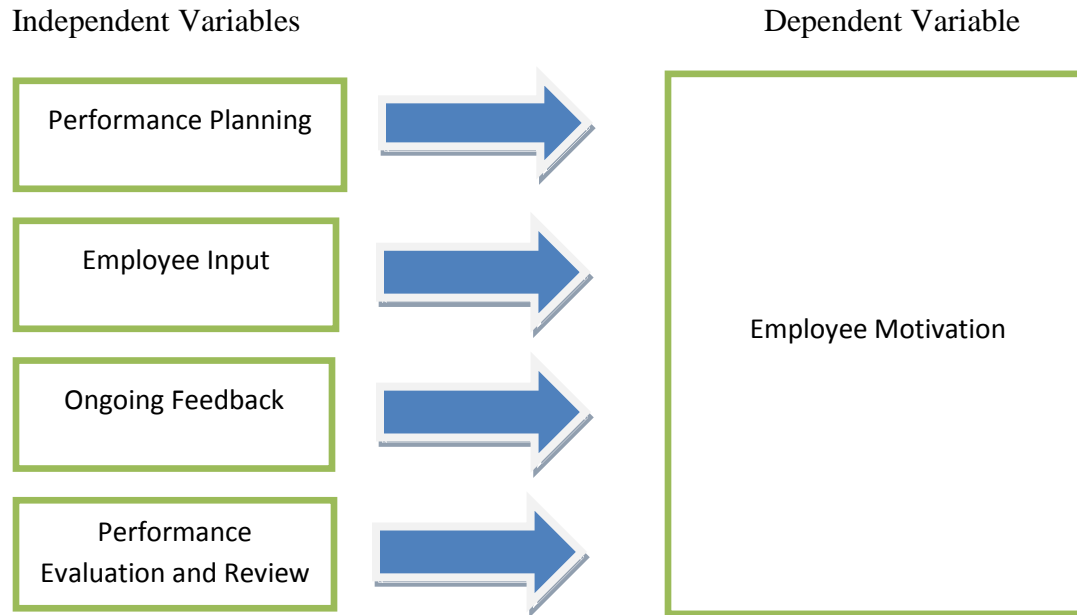 Independent Variables
Dependent Variable
Performance Planning
Employee Input
Ongoing Feedback
Performance
Evaluation and Review
Employee Motivation